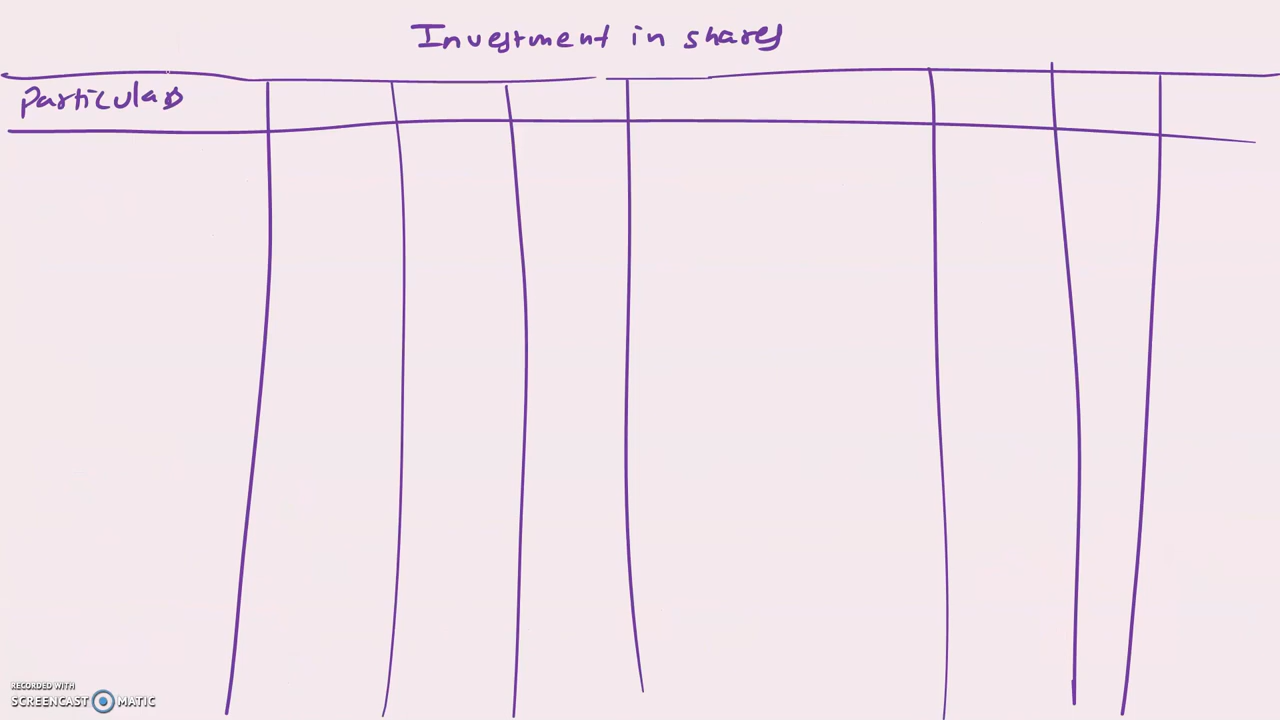 Investment in shares
Particulars
RECORDED WITH
SCREENCAST MATIC